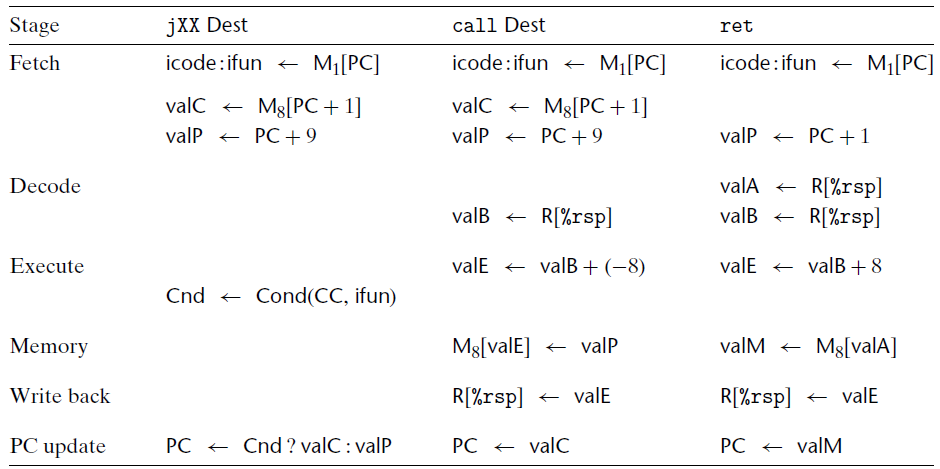 Stage jXX Dest call Dest ret
Fetch icode:ifun ← M₁[PC] icode:ifun ← M₁[PC] icode:ifun ← M₁[PC]
valC ← M₈[PC + 1] valC ← M₈[PC + 1]
valP ← PC + 9 valP ← PC + 9 valP ← PC + 1
Decode valA ← R[%rsp]
valB ← R[%rsp] valB ← R[%rsp]
Execute valE ← valB + (−8) valE ← valB + 8
Cnd ← Cond(CC, ifun)
Memory M₈[valE] ← valP valM ← M₈[valA]
Write back R[%rsp] ← valE R[%rsp] ← valE
PC update PC ← Cnd ? valC : valP PC ← valC PC ← valM